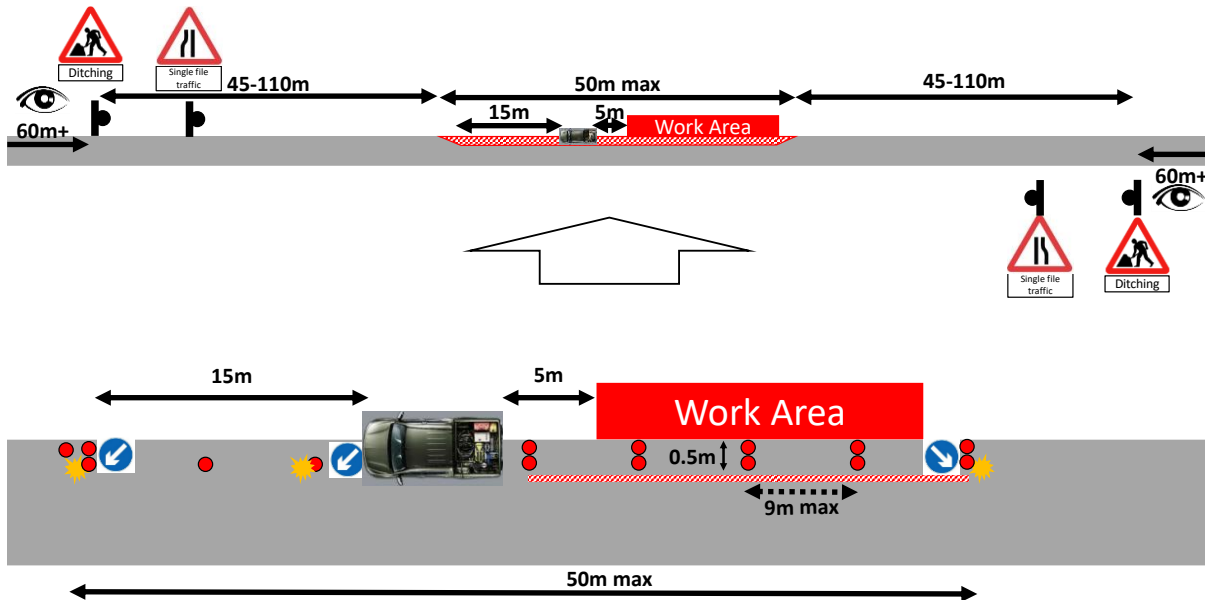 Ditching
Single file
traffic
45-110m
50m max
45-110m
60m+
15m
5m
Work Area
60m+
Single file
traffic
Ditching
15m
5m
Work Area
0.5m
9m max
50m max